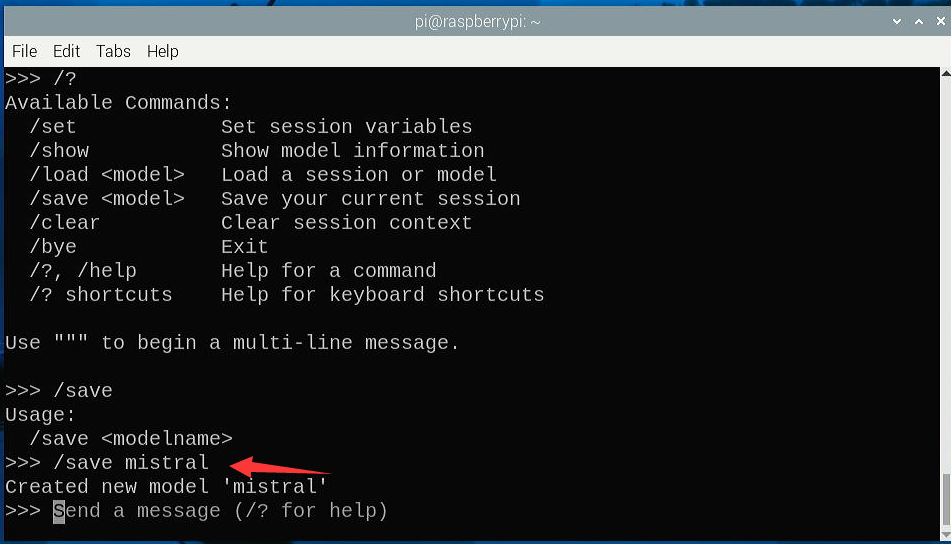 pi@raspberrypi: ~
File Edit Tabs Help
>>> /?
Available Commands:
  /set            Set session variables
  /show           Show model information
  /load <model>   Load a session or model
  /save <model>   Save your current session
  /clear          Clear session context
  /bye            Exit
  /?, /help       Help for a command
  /? shortcuts    Help for keyboard shortcuts
Use """ to begin a multi-line message.
>>> /save
Usage:
  /save <modelname>
>>> /save mistral
Created new model 'mistral'
>>> Send a message (/? for help)